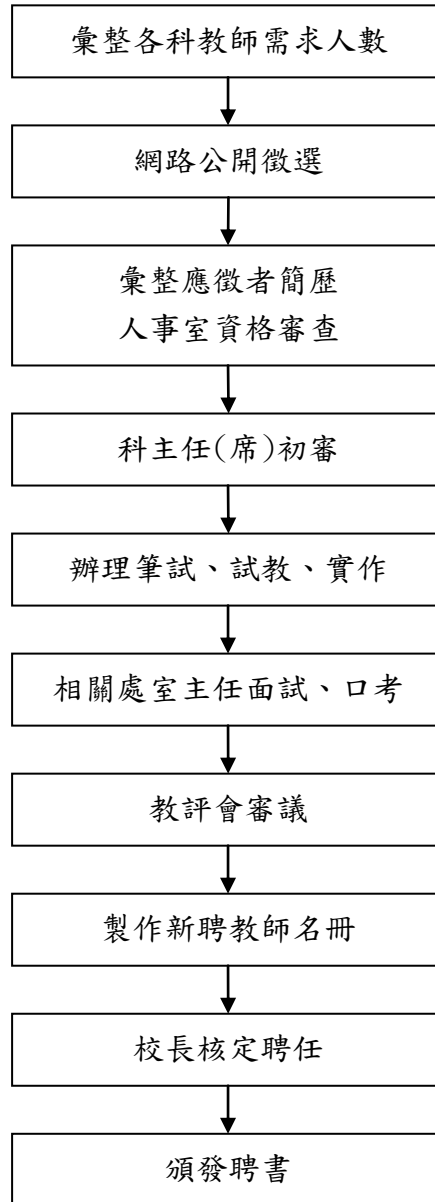 彙整各科教師需求人數
網路公開徵選
彙整應徵者簡歷
人事室資格審查
科主任(席)初審
辦理筆試、試教、實作
相關處室主任面試、口考
教評會審議
製作新聘教師名冊
校長核定聘任
頒發聘書